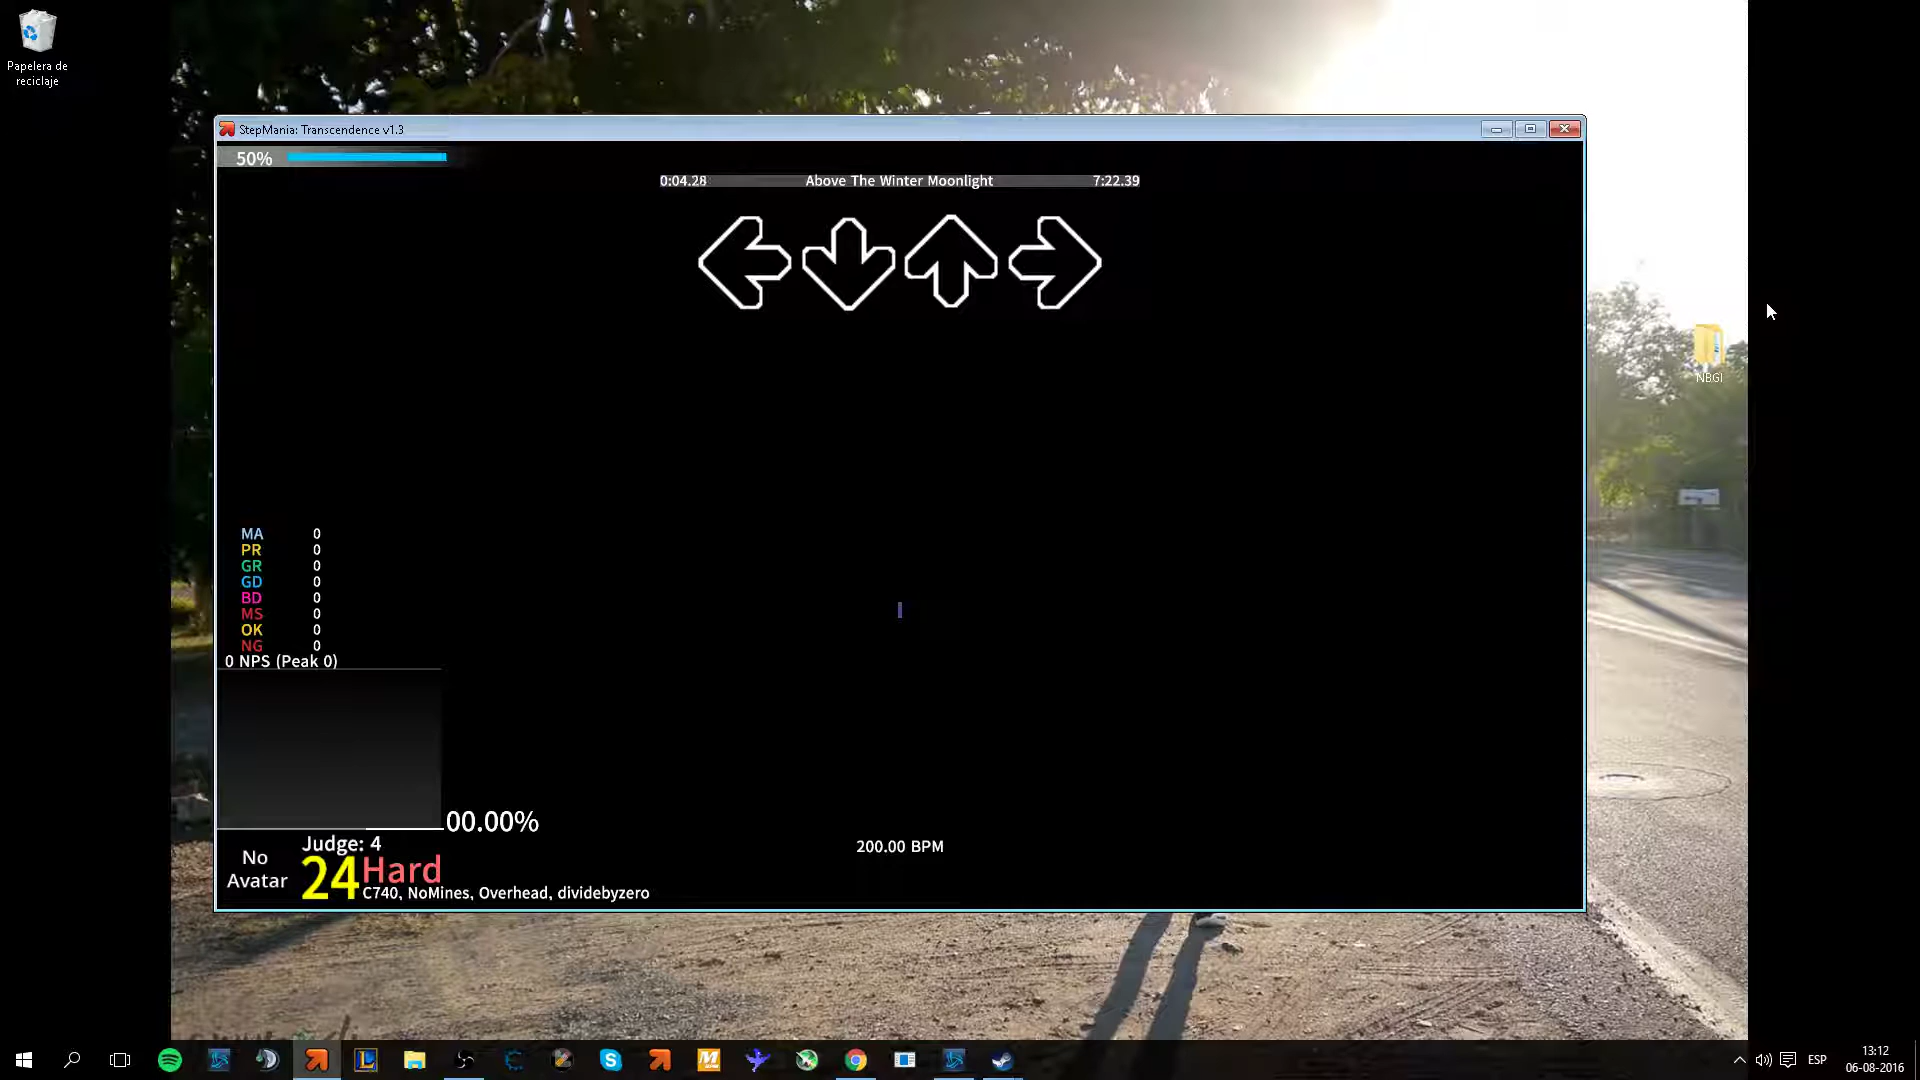 Papelera de
reciclaje
StepMania: Transcendence v1.3
50%
0:04.28 Above The Winter Moonlight 7:22.39
NBGI
MA 0
PR 0
GR 0
GD 0
BD 0
MS 0
OK 0
NG 0
0 NPS (Peak 0)
00.00%
Judge: 4
No
Avatar
24 Hard
C740, NoMines, Overhead, dividebyzero
200.00 BPM
ESP
13:12
06-08-2016